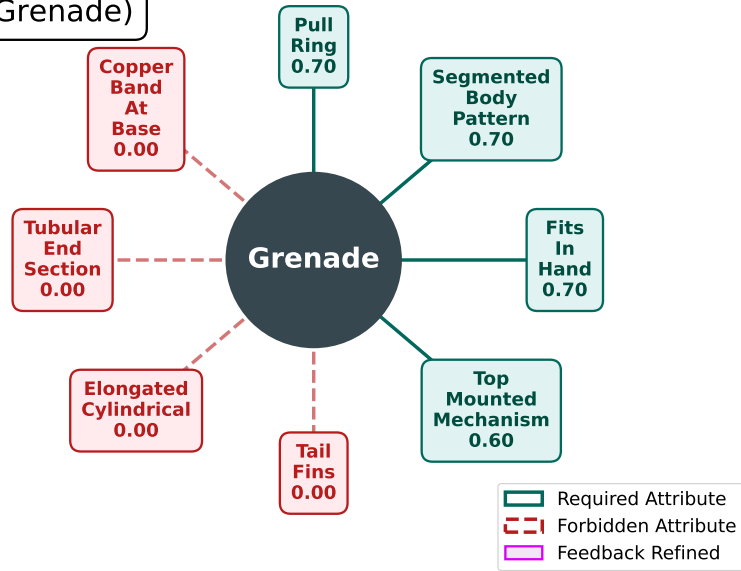 Grenade)
Pull
Ring
0.70
Copper
Band
At
Base
0.00
Segmented
Body
Pattern
0.70
Tubular
End
Section
0.00
Grenade
Fits
In
Hand
0.70
Elongated
Cylindrical
0.00
Top
Mounted
Mechanism
0.60
Tail
Fins
0.00
Required Attribute
Forbidden Attribute
Feedback Refined